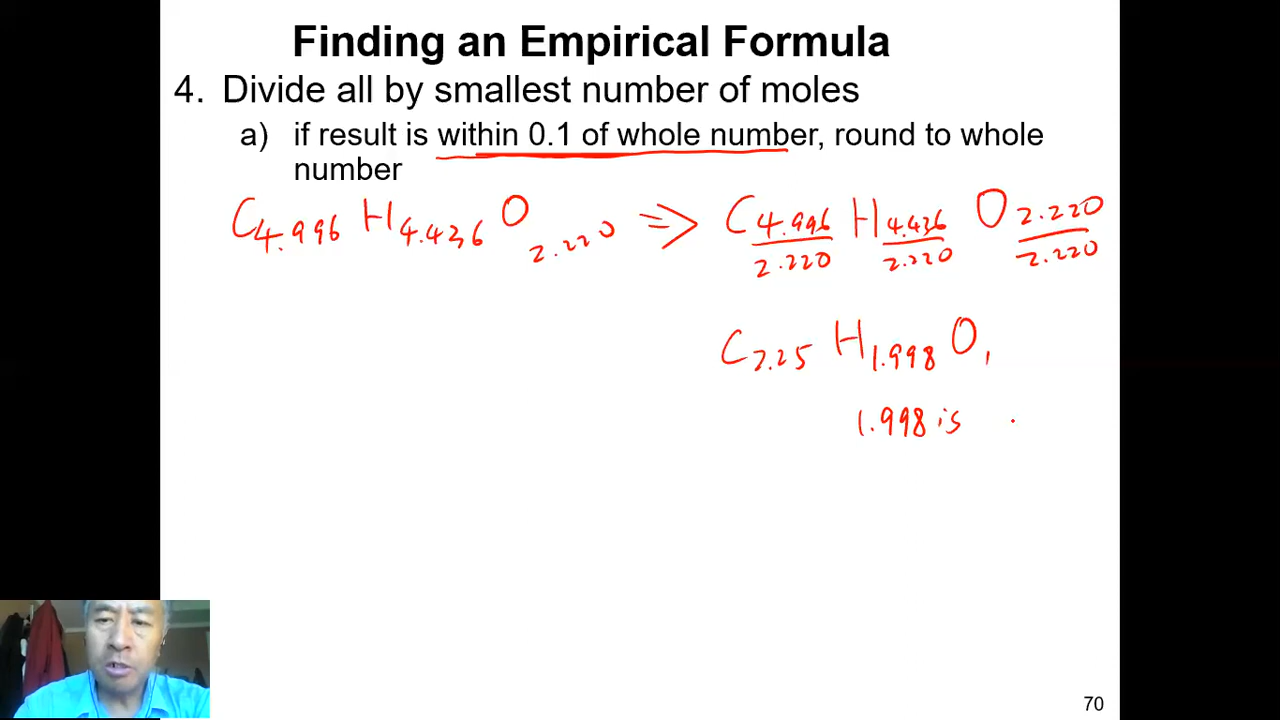 Finding an Empirical Formula
4. Divide all by smallest number of moles
a) if result is within 0.1 of whole number, round to whole
number
C4.996 H4.436 O2.220 => C4.996/2.220 H4.436/2.220 O2.220/2.220
C2.25 H1.998 O1
1.998 is
70